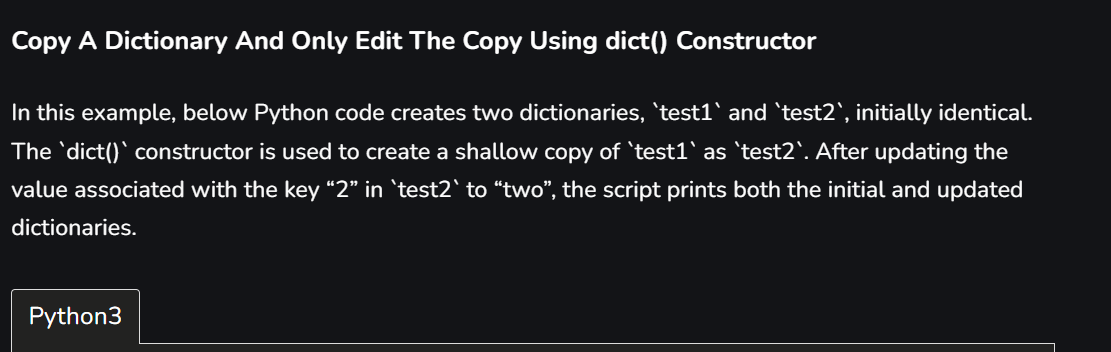 Copy A Dictionary And Only Edit The Copy Using dict() Constructor
In this example, below Python code creates two dictionaries, `test1` and `test2`, initially identical.
The `dict()` constructor is used to create a shallow copy of `test1` as `test2`. After updating the
value associated with the key “2” in `test2` to “two”, the script prints both the initial and updated
dictionaries.
Python3